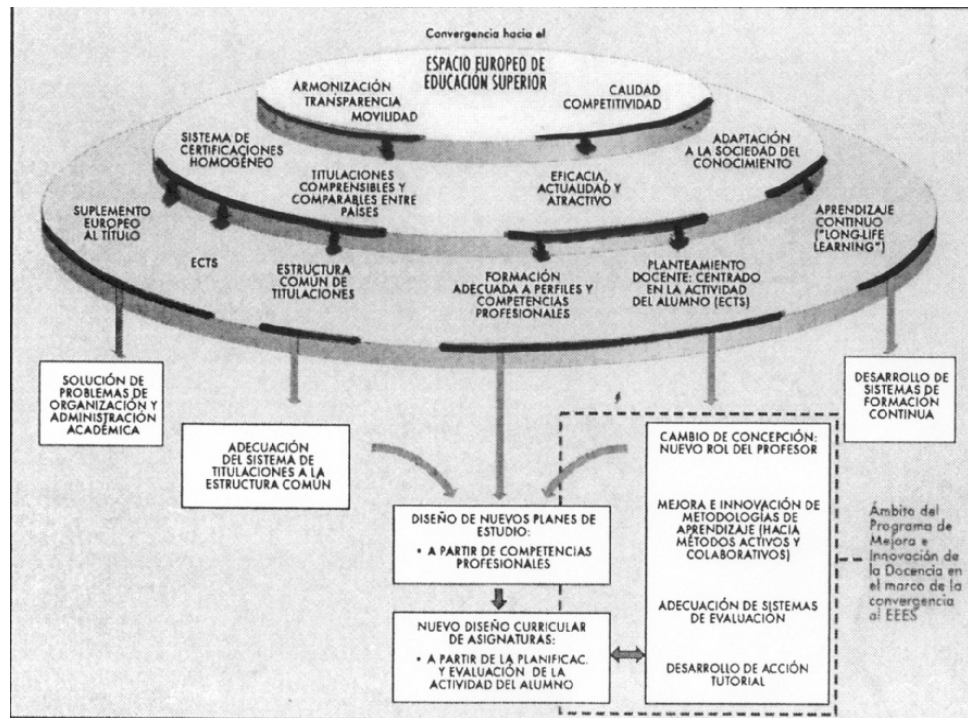 Convergencia hacia el
ESPACIO EUROPEO DE
EDUCACIÓN SUPERIOR
ARMONIZACIÓN
TRANSPARENCIA
MOVILIDAD
CALIDAD
COMPETITIVIDAD
SISTEMA DE
CERTIFICACIONES
HOMOGÉNEO
TITULACIONES
COMPRENSIBLES Y
COMPARABLES ENTRE
PAÍSES
EFICACIA,
ACTUALIDAD Y
ATRACTIVO
ADAPTACIÓN
A LA SOCIEDAD DEL
CONOCIMIENTO
SUPLEMENTO
EUROPEO
AL TÍTULO
ECTS
ESTRUCTURA
COMÚN DE
TITULACIONES
FORMACIÓN
ADECUADA A PERFILES Y
COMPETENCIAS
PROFESIONALES
PLANTEAMIENTO
DOCENTE: CENTRADO
EN LA ACTIVIDAD
DEL ALUMNO (ECTS)
APRENDIZAJE
CONTINUO
("LONG-LIFE
LEARNING")
SOLUCIÓN DE
PROBLEMAS DE
ORGANIZACIÓN Y
ADMINISTRACIÓN
ACADÉMICA
ADECUACIÓN
DEL SISTEMA DE
TITULACIONES A LA
ESTRUCTURA COMÚN
DISEÑO DE NUEVOS PLANES DE
ESTUDIO:
• A PARTIR DE COMPETENCIAS
PROFESIONALES
NUEVO DISEÑO CURRICULAR
DE ASIGNATURAS:
• A PARTIR DE LA PLANIFICAC.
Y EVALUACIÓN DE LA
ACTIVIDAD DEL ALUMNO
CAMBIO DE CONCEPCIÓN:
NUEVO ROL DEL PROFESOR
MEJORA E INNOVACIÓN DE
METODOLOGÍAS DE
APRENDIZAJE (HACIA
MÉTODOS ACTIVOS Y
COLABORATIVOS)
ADECUACIÓN DE SISTEMAS
DE EVALUACIÓN
DESARROLLO DE ACCIÓN
TUTORIAL
DESARROLLO DE
SISTEMAS DE
FORMACIÓN
CONTINUA
Ámbito del
Programa de
Mejora e
Innovación de
la Docencia en
el marco de la
convergencia
al EEES